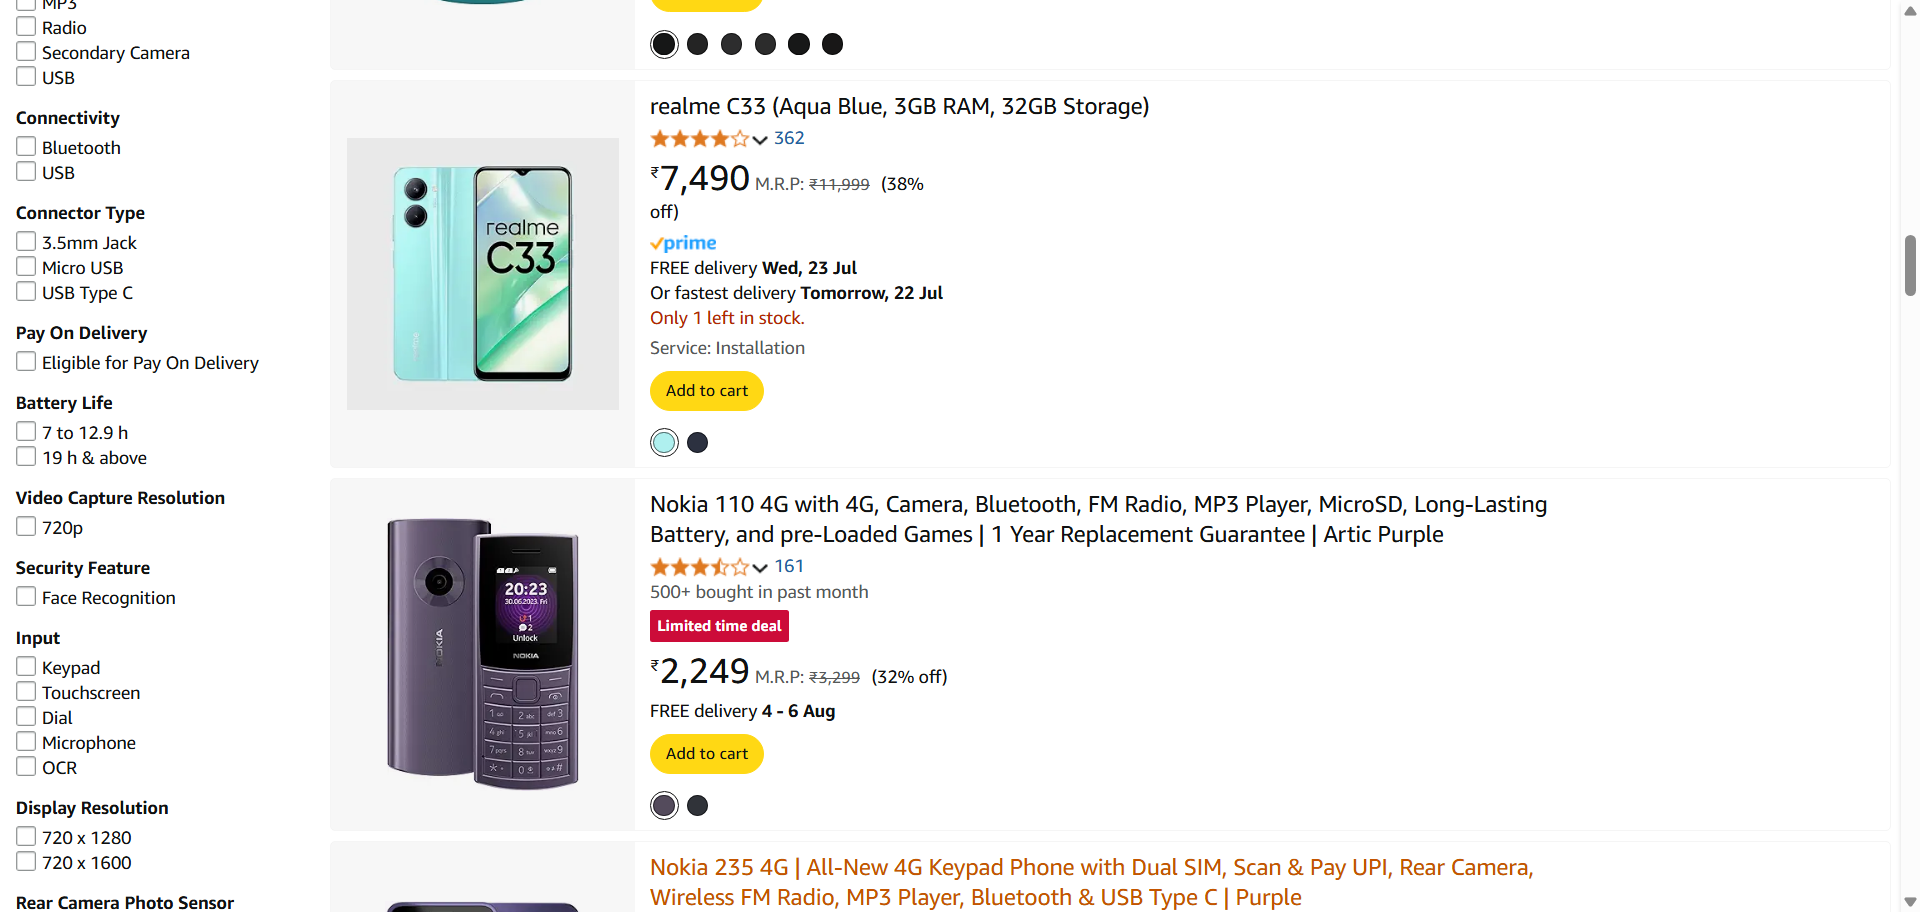 MP3
Radio
Secondary Camera
USB
Connectivity
Bluetooth
USB
Connector Type
3.5mm Jack
Micro USB
USB Type C
Pay On Delivery
Eligible for Pay On Delivery
Battery Life
7 to 12.9 h
19 h & above
Video Capture Resolution
720p
Security Feature
Face Recognition
Input
Keypad
Touchscreen
Dial
Microphone
OCR
Display Resolution
720 x 1280
720 x 1600
Rear Camera Photo Sensor
realme
C33
realme C33 (Aqua Blue, 3GB RAM, 32GB Storage)
362
₹7,490 M.R.P: ₹11,999 (38%
off)
prime
FREE delivery Wed, 23 Jul
Or fastest delivery Tomorrow, 22 Jul
Only 1 left in stock.
Service: Installation
Add to cart
NOKIA
20:23
30.06.2023. Fri
Unlock
NOKIA
Nokia 110 4G with 4G, Camera, Bluetooth, FM Radio, MP3 Player, MicroSD, Long-Lasting
Battery, and pre-Loaded Games | 1 Year Replacement Guarantee | Artic Purple
161
500+ bought in past month
Limited time deal
₹2,249 M.R.P: ₹3,299 (32% off)
FREE delivery 4 - 6 Aug
Add to cart
Nokia 235 4G | All-New 4G Keypad Phone with Dual SIM, Scan & Pay UPI, Rear Camera,
Wireless FM Radio, MP3 Player, Bluetooth & USB Type C | Purple